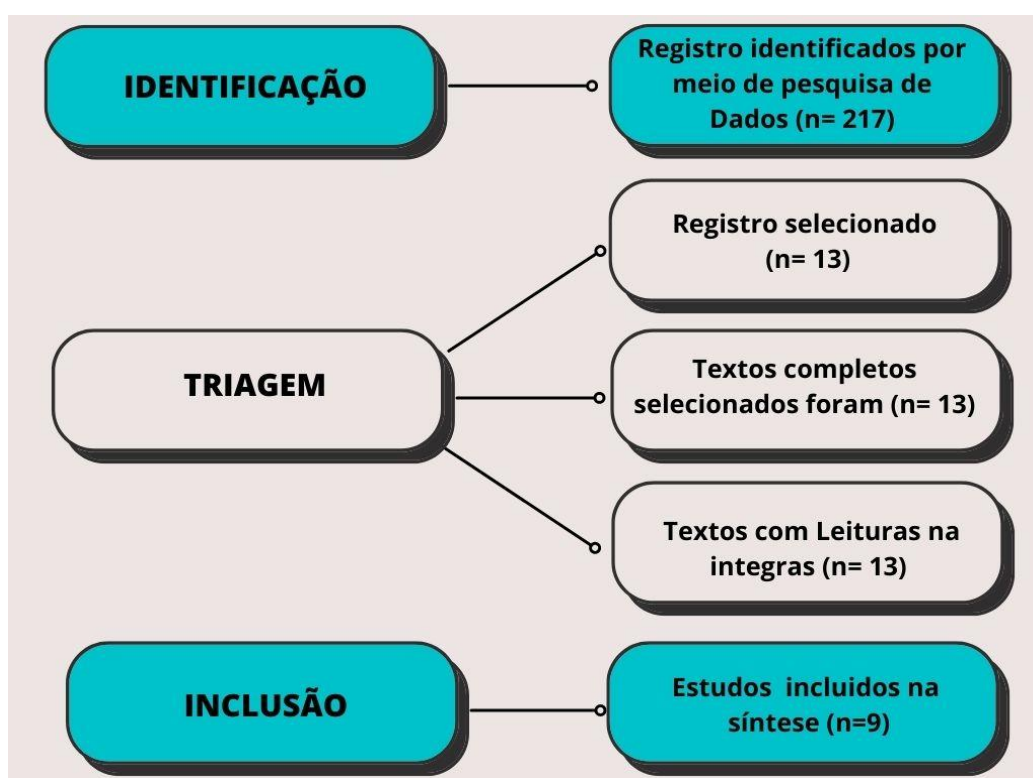 IDENTIFICAÇÃO
Registro identificados por
meio de pesquisa de
Dados (n= 217)
Registro selecionado
(n= 13)
TRIAGEM
Textos completos
selecionados foram (n= 13)
Textos com Leituras na
integras (n= 13)
INCLUSÃO
Estudos incluidos na
síntese (n=9)